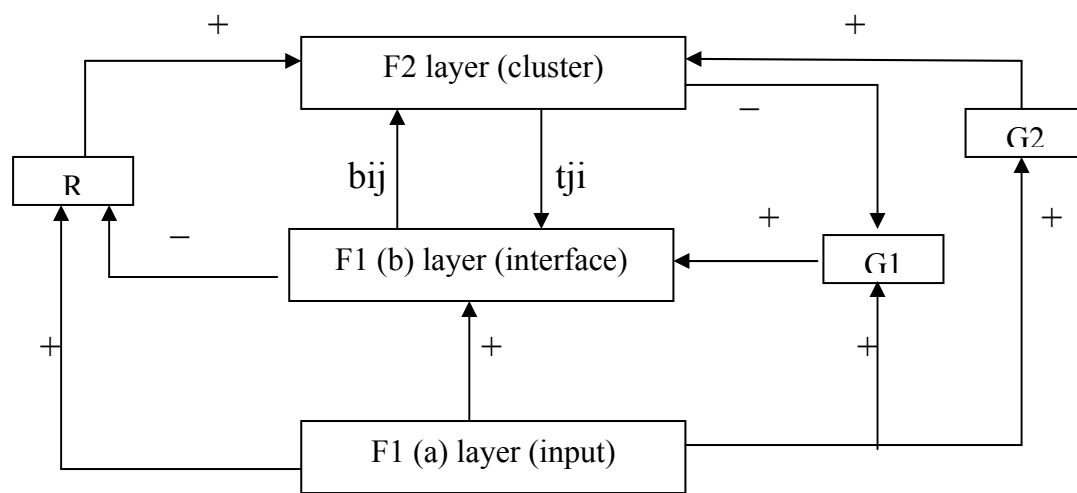 +
+
F2 layer (cluster)
−
G2
R
bij
tji
+
+
−
F1 (b) layer (interface)
G1
+
+
+
F1 (a) layer (input)